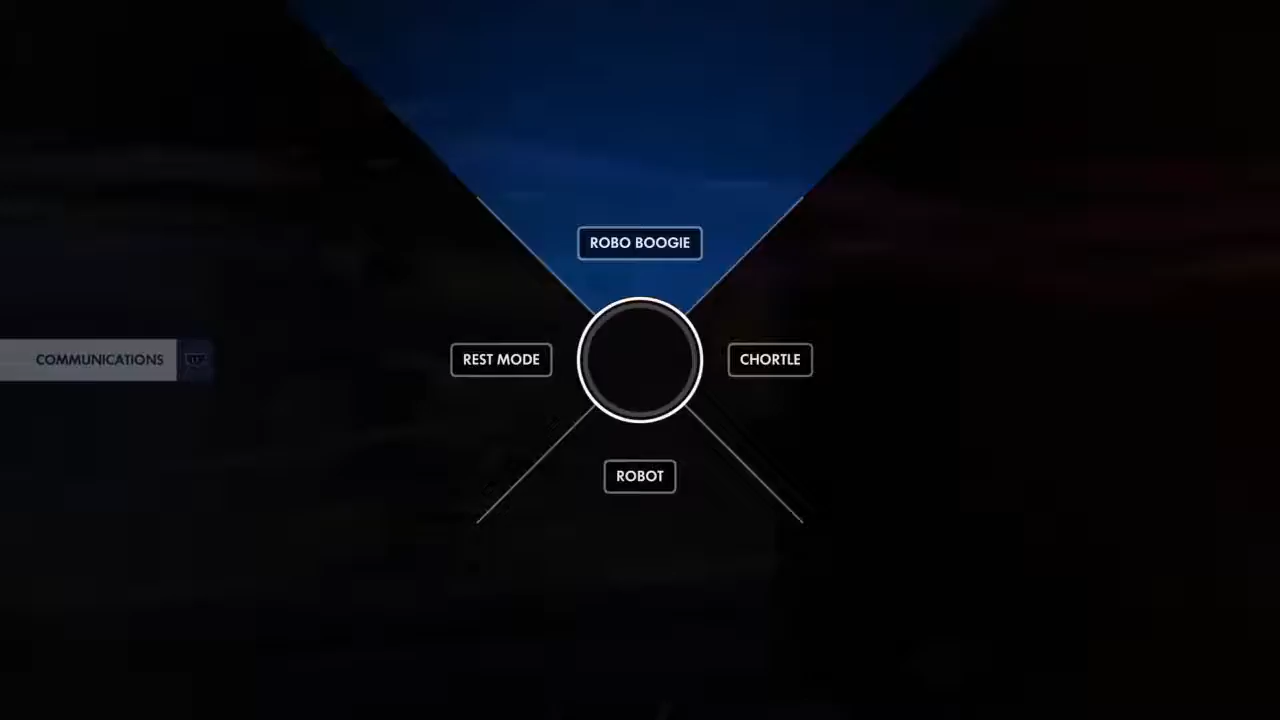 ROBO BOOGIE
COMMUNICATIONS
REST MODE
CHORTLE
ROBOT